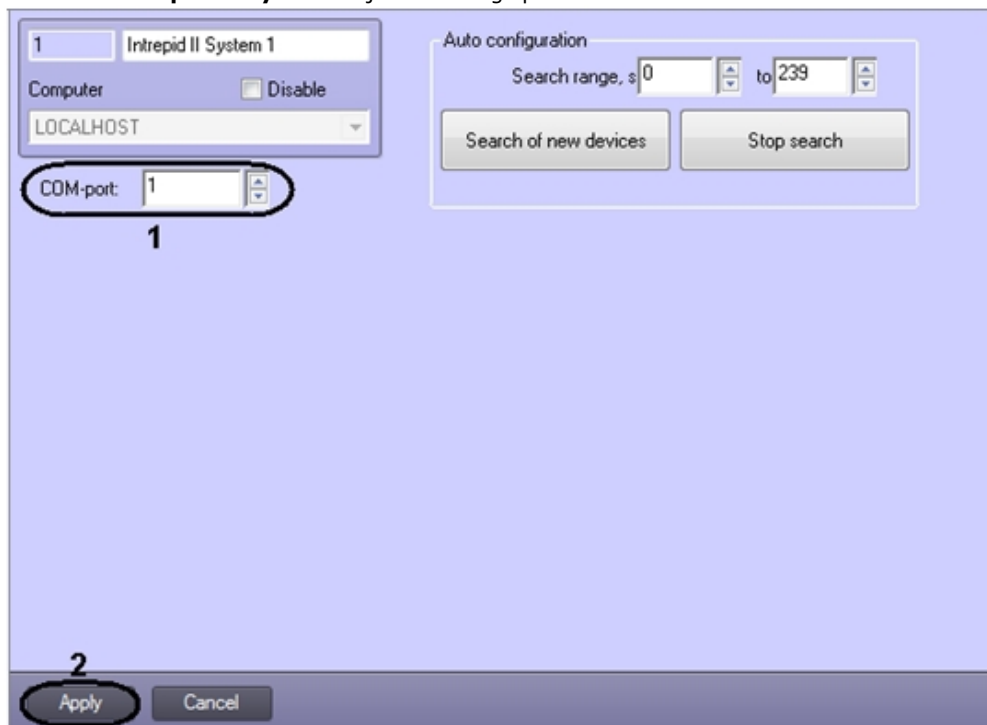 1 Intrepid II System 1
Computer Disable
LOCALHOST
COM-port: 1
1
Auto configuration
Search range, s 0 to 239
Search of new devices Stop search
2
Apply Cancel